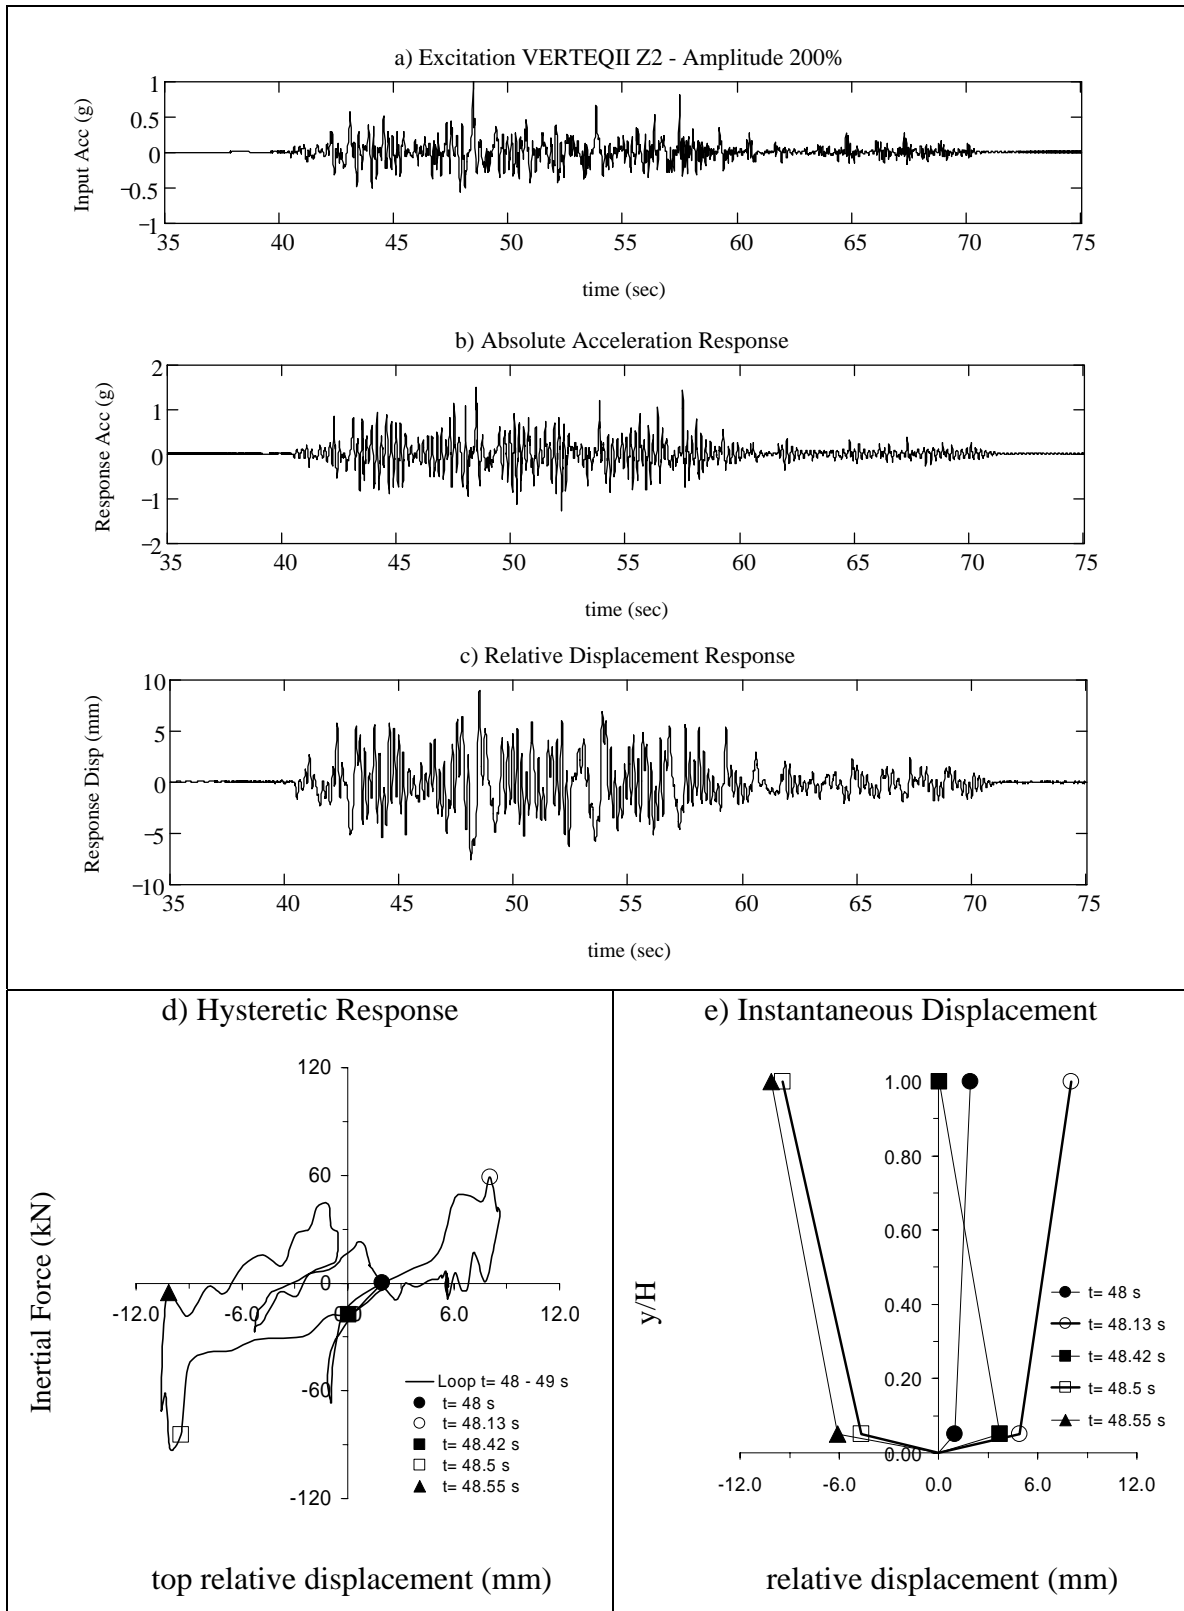 a) Excitation VERTEQII Z2 - Amplitude 200%
1
0.5
0
−0.5
−1
Input Acc (g)
35 40 45 50 55 60 65 70 75
time (sec)
b) Absolute Acceleration Response
2
1
0
−1
−2
Response Acc (g)
35 40 45 50 55 60 65 70 75
time (sec)
c) Relative Displacement Response
10
5
0
−5
−10
Response Disp (mm)
35 40 45 50 55 60 65 70 75
time (sec)
d) Hysteretic Response
120
60
0
-60
-120
-12.0 -6.0 0.0 6.0 12.0
Inertial Force (kN)
Loop t= 48 - 49 s
t= 48 s
t= 48.13 s
t= 48.42 s
t= 48.5 s
t= 48.55 s
top relative displacement (mm)
e) Instantaneous Displacement
1.00
0.80
0.60
0.40
0.20
0.00
y/H
t= 48 s
t= 48.13 s
t= 48.42 s
t= 48.5 s
t= 48.55 s
-12.0 -6.0 0.0 6.0 12.0
relative displacement (mm)